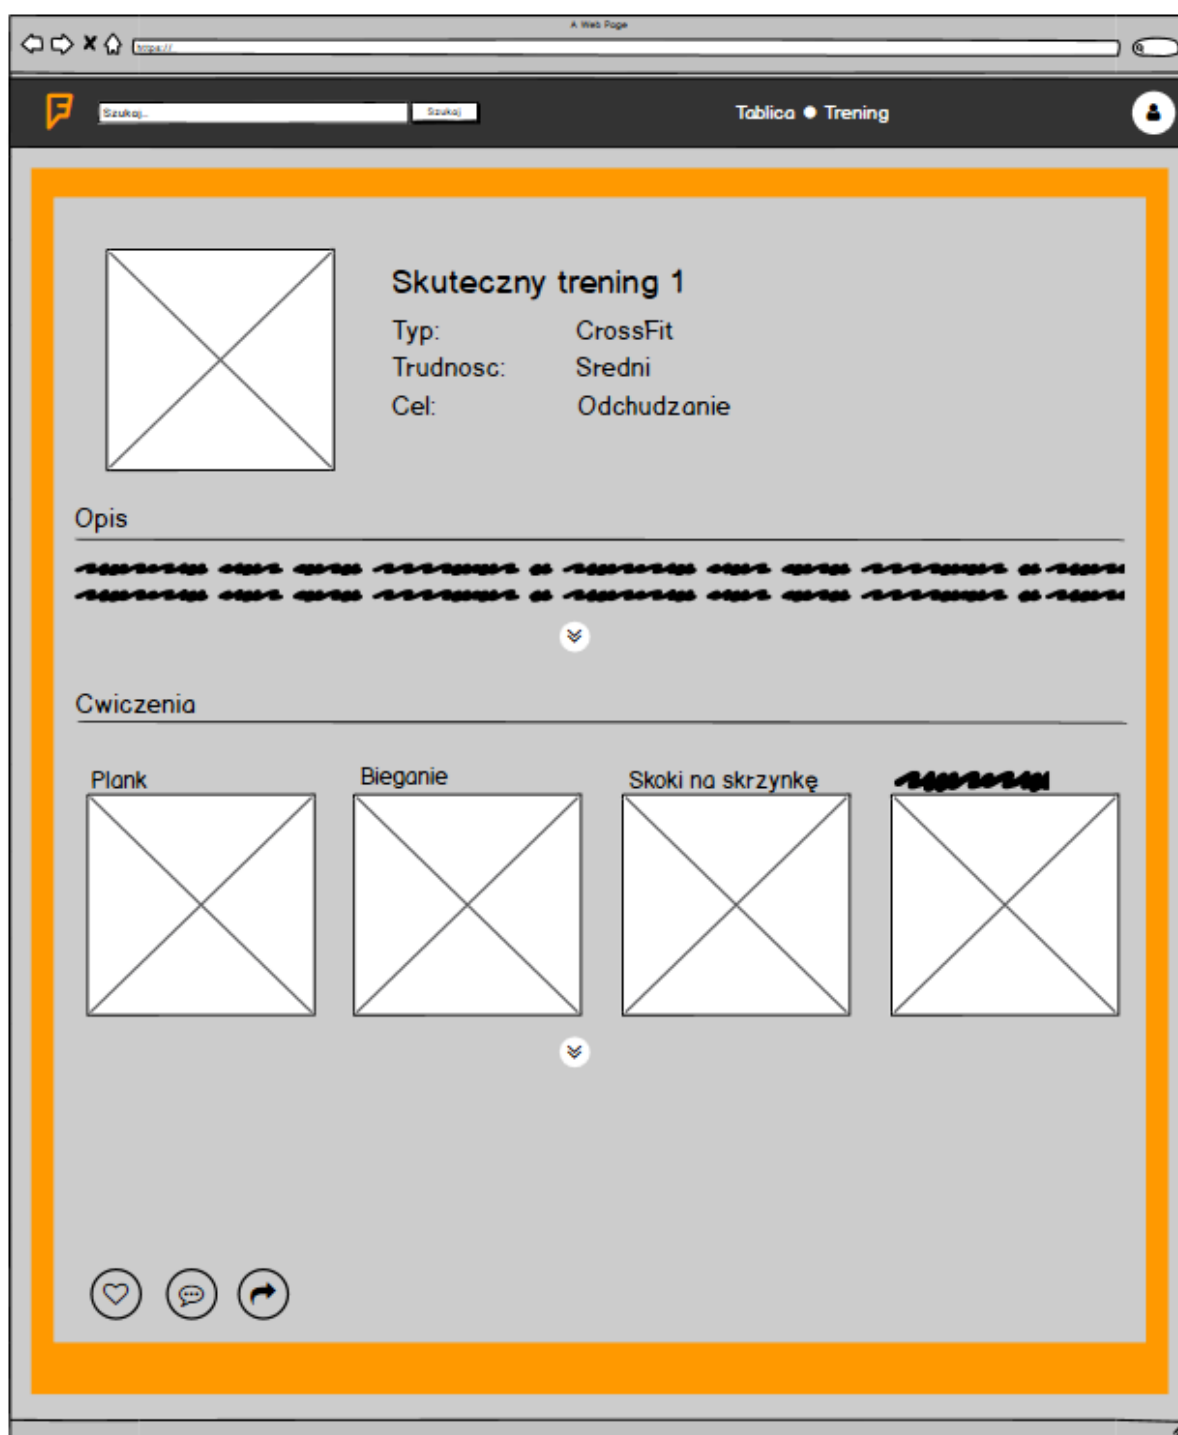 A Web Page
https://
Szukaj...
Szukaj
Tablica ● Trening
Skuteczny trening 1
Typ: CrossFit
Trudnosc: Sredni
Cel: Odchudzanie
Opis
Cwiczenia
Plank
Bieganie
Skoki na skrzynkę